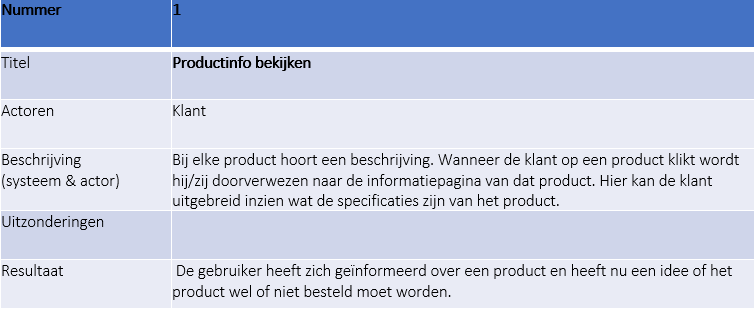 Nummer 1
Titel Productinfo bekijken
Actoren Klant
Beschrijving Bij elke product hoort een beschrijving. Wanneer de klant op een product klikt wordt
(systeem & actor) hij/zij doorverwezen naar de informatiepagina van dat product. Hier kan de klant
uitgebreid inzien wat de specificaties zijn van het product.
Uitzonderingen
Resultaat De gebruiker heeft zich geïnformeerd over een product en heeft nu een idee of het
product wel of niet besteld moet worden.